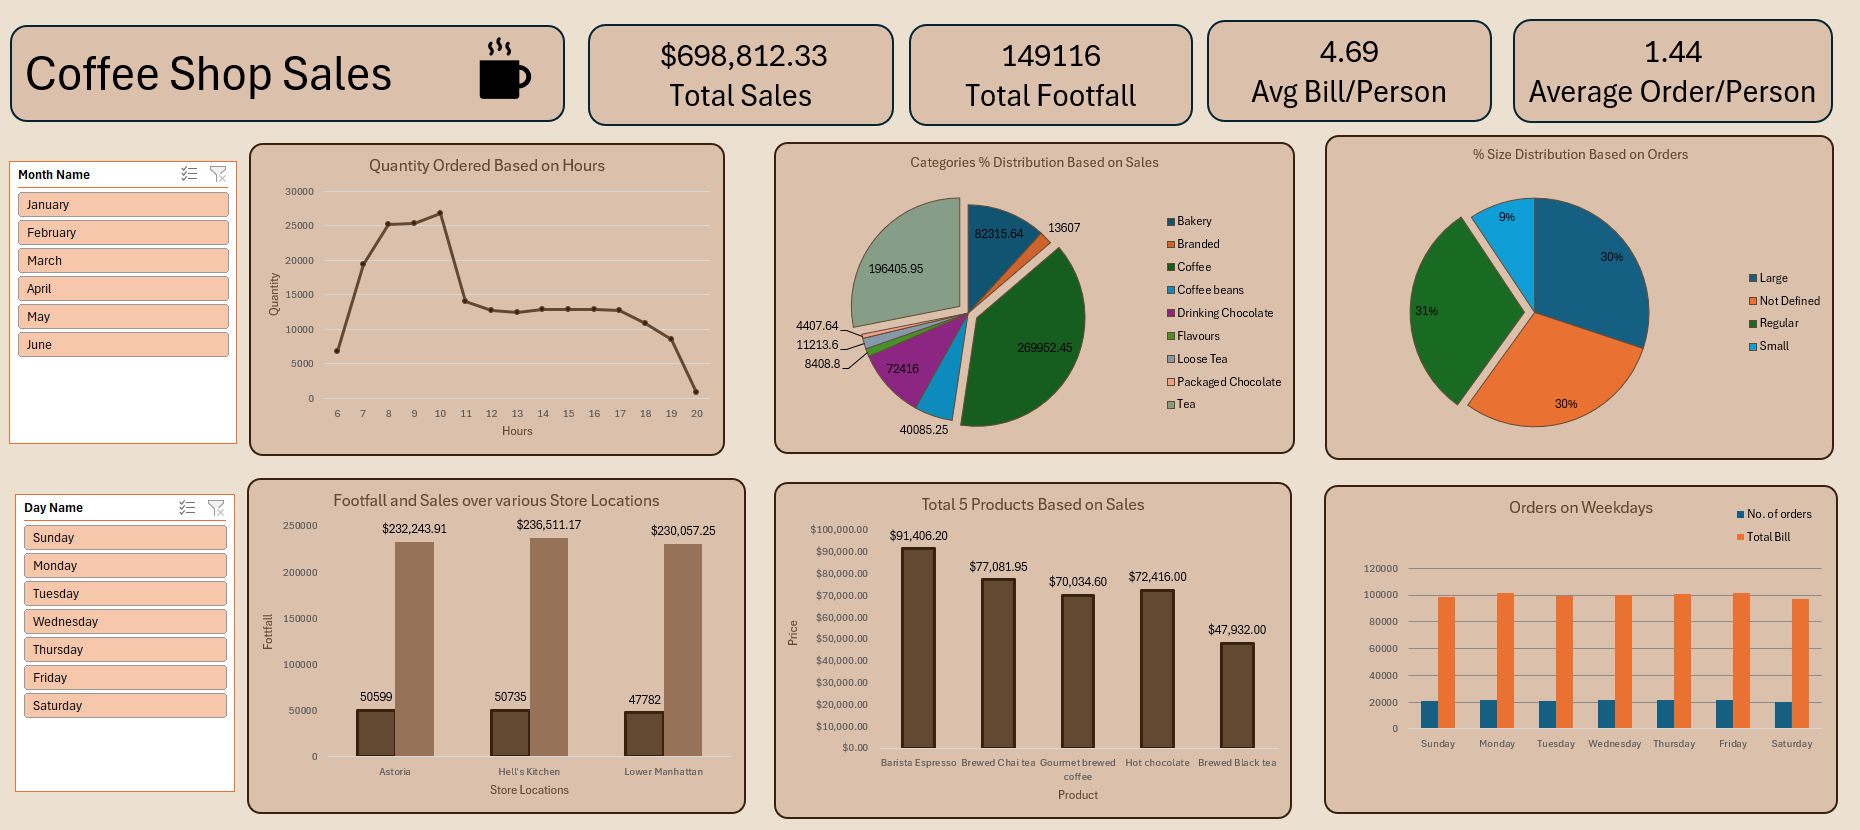 Coffee Shop Sales
$698,812.33
Total Sales
149116
Total Footfall
4.69
Avg Bill/Person
1.44
Average Order/Person
Month Name
January
February
March
April
May
June
Quantity Ordered Based on Hours
30000
25000
20000
15000
10000
5000
0
Quantity
6 7 8 9 10 11 12 13 14 15 16 17 18 19 20
Hours
Categories % Distribution Based on Sales
82315.64
13607
269952.45
40085.25
72416
8408.8
11213.6
4407.64
196405.95
Bakery
Branded
Coffee
Coffee beans
Drinking Chocolate
Flavours
Loose Tea
Packaged Chocolate
Tea
% Size Distribution Based on Orders
30%
30%
31%
9%
Large
Not Defined
Regular
Small
Day Name
Sunday
Monday
Tuesday
Wednesday
Thursday
Friday
Saturday
Footfall and Sales over various Store Locations
250000
200000
150000
100000
50000
0
Fottfall
$232,243.91
$236,511.17
$230,057.25
50599
50735
47782
Astoria
Hell's Kitchen
Lower Manhattan
Store Locations
Total 5 Products Based on Sales
$100,000.00
$90,000.00
$80,000.00
$70,000.00
$60,000.00
$50,000.00
$40,000.00
$30,000.00
$20,000.00
$10,000.00
$0.00
Price
$91,406.20
$77,081.95
$70,034.60
$72,416.00
$47,932.00
Barista Espresso
Brewed Chai tea
Gourmet brewed
coffee
Hot chocolate
Brewed Black tea
Product
Orders on Weekdays
No. of orders
Total Bill
120000
100000
80000
60000
40000
20000
0
Sunday
Monday
Tuesday
Wednesday
Thursday
Friday
Saturday